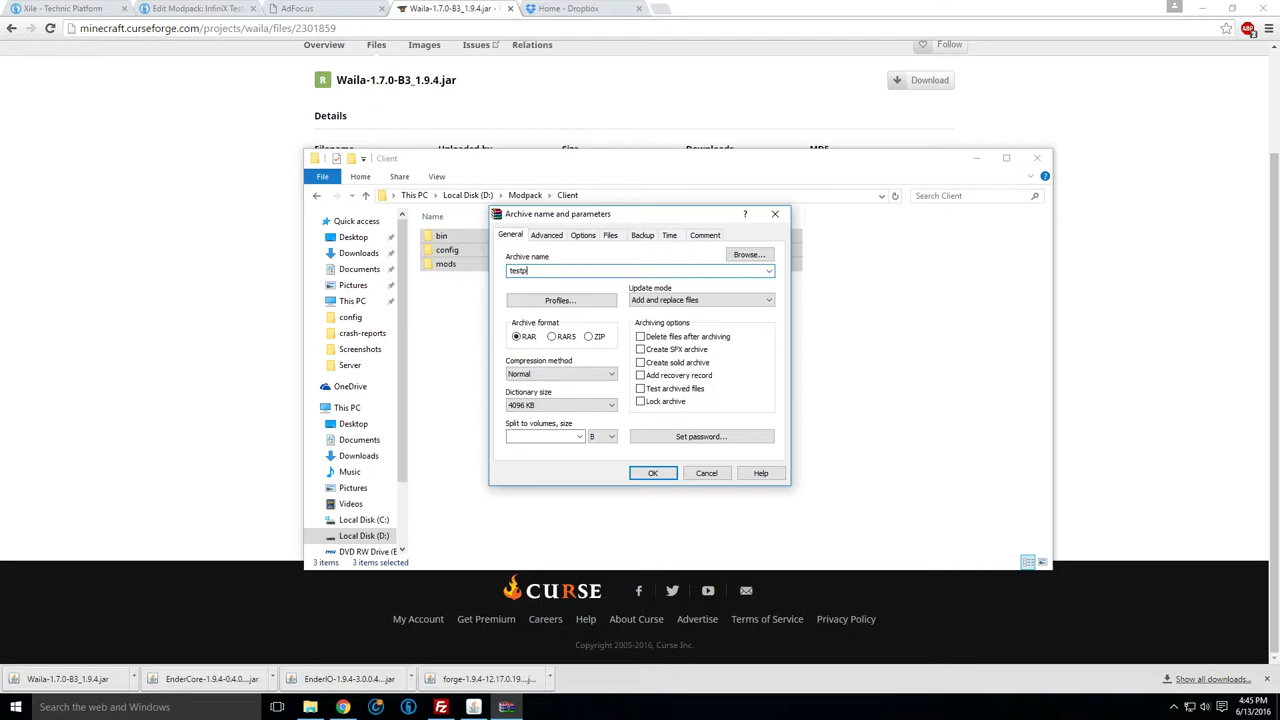 Xile - Technic Platform
Edit Modpack: InfiniX Test
AdFoc.us
Waila-1.7.0-B3_1.9.4.jar -
Home - Dropbox
minecraft.curseforge.com/projects/waila/files/2301859
ABP
2
Overview Files Images Issues Relations
Follow
R Waila-1.7.0-B3_1.9.4.jar
Download
Details
Filename Uploaded by Size Downloads MD5
Client
File Home Share View
This PC Local Disk (D:) Modpack Client
Search Client
Name
Quick access
Desktop
Downloads
Documents
Pictures
This PC
config
crash-reports
Screenshots
Server
OneDrive
This PC
Desktop
Documents
Downloads
Music
Pictures
Videos
Local Disk (C:)
Local Disk (D:)
DVD RW Drive (E
bin
config
mods
Archive name and parameters
General Advanced Options Files Backup Time Comment
Archive name
Browse...
testp
Profiles...
Update mode
Add and replace files
Archive format
RAR RAR5 ZIP
Compression method
Normal
Dictionary size
4096 KB
Split to volumes, size
B
Archiving options
Delete files after archiving
Create SFX archive
Create solid archive
Add recovery record
Test archived files
Lock archive
Set password...
OK Cancel Help
3 items 3 items selected
CURSE
My Account Get Premium Careers Help About Curse Advertise Terms of Service Privacy Policy
Copyright 2005-2016, Curse Inc.
Waila-1.7.0-B3_1.9.4.jar
EnderCore-1.9.4-0.4.0...jar
EnderIO-1.9.4-3.0.0.4...jar
forge-1.9.4-12.17.0.19...j...
Show all downloads...
Search the web and Windows
4:45 PM
6/13/2016